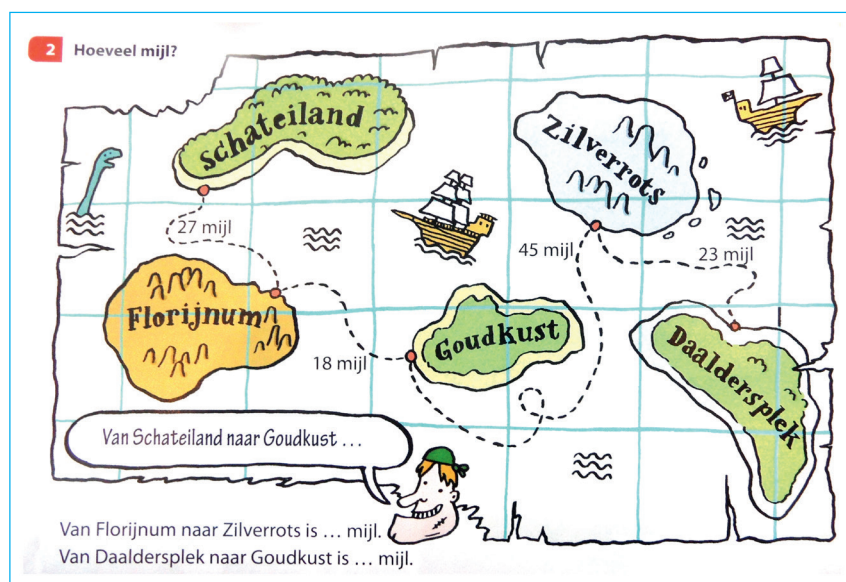 2 Hoeveel mijl?
Schateiland
Zilverrots
27 mijl
45 mijl
23 mijl
Florijnum
Goudkust
18 mijl
Daaldersplek
Van Schateiland naar Goudkust ...
Van Florijnum naar Zilverrots is ... mijl.
Van Daaldersplek naar Goudkust is ... mijl.